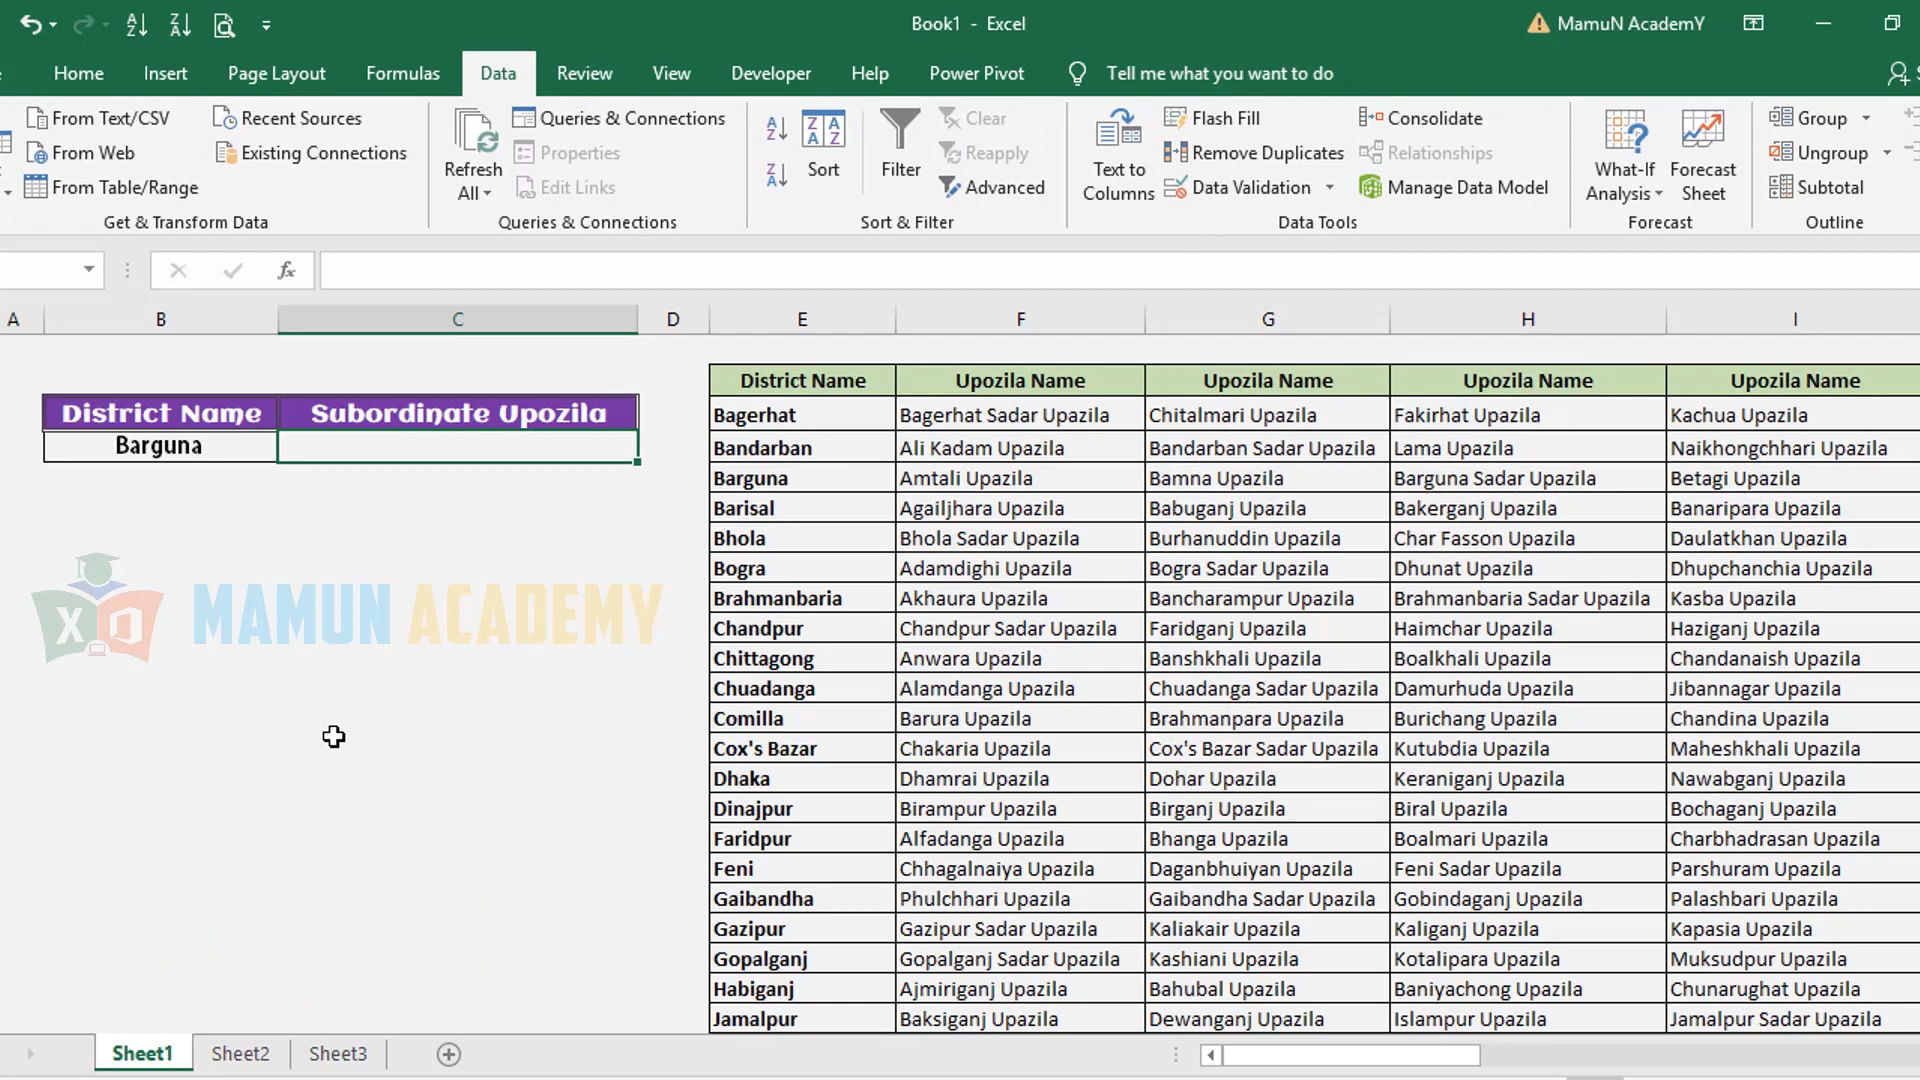 Book1 - Excel
MamuN AcademY
Home Insert Page Layout Formulas Data Review View Developer Help Power Pivot Tell me what you want to do
From Text/CSV
From Web
From Table/Range
Recent Sources
Existing Connections
Get & Transform Data
Refresh
All
Queries & Connections
Properties
Edit Links
Queries & Connections
Sort
Filter
Clear
Reapply
Advanced
Sort & Filter
Text to
Columns
Flash Fill
Remove Duplicates
Data Validation
Consolidate
Relationships
Manage Data Model
Data Tools
What-If
Analysis
Forecast
Sheet
Forecast
Group
Ungroup
Subtotal
Outline
fx
A B C D E F G H I
District Name Subordinate Upozila
Barguna
MAMUN ACADEMY
District Name Upozila Name Upozila Name Upozila Name Upozila Name
Bagerhat Bagerhat Sadar Upazila Chitalmari Upazila Fakirhat Upazila Kachua Upazila
Bandarban Ali Kadam Upazila Bandarban Sadar Upazila Lama Upazila Naikhongchhari Upazila
Barguna Amtali Upazila Bamna Upazila Barguna Sadar Upazila Betagi Upazila
Barisal Agailjhara Upazila Babuganj Upazila Bakerganj Upazila Banaripara Upazila
Bhola Bhola Sadar Upazila Burhanuddin Upazila Char Fasson Upazila Daulatkhan Upazila
Bogra Adamdighi Upazila Bogra Sadar Upazila Dhunat Upazila Dhupchanchia Upazila
Brahmanbaria Akhaura Upazila Bancharampur Upazila Brahmanbaria Sadar Upazila Kasba Upazila
Chandpur Chandpur Sadar Upazila Faridganj Upazila Haimchar Upazila Haziganj Upazila
Chittagong Anwara Upazila Banshkhali Upazila Boalkhali Upazila Chandanaish Upazila
Chuadanga Alamdanga Upazila Chuadanga Sadar Upazila Damurhuda Upazila Jibannagar Upazila
Comilla Barura Upazila Brahmanpara Upazila Burichang Upazila Chandina Upazila
Cox's Bazar Chakaria Upazila Cox's Bazar Sadar Upazila Kutubdia Upazila Maheshkhali Upazila
Dhaka Dhamrai Upazila Dohar Upazila Keraniganj Upazila Nawabganj Upazila
Dinajpur Birampur Upazila Birganj Upazila Biral Upazila Bochaganj Upazila
Faridpur Alfadanga Upazila Bhanga Upazila Boalmari Upazila Charbhadrasan Upazila
Feni Chhagalnaiya Upazila Daganbhuiyan Upazila Feni Sadar Upazila Parshuram Upazila
Gaibandha Phulchhari Upazila Gaibandha Sadar Upazila Gobindaganj Upazila Palashbari Upazila
Gazipur Gazipur Sadar Upazila Kaliakair Upazila Kaliganj Upazila Kapasia Upazila
Gopalganj Gopalganj Sadar Upazila Kashiani Upazila Kotalipara Upazila Muksudpur Upazila
Habiganj Ajmiriganj Upazila Bahubal Upazila Baniyachong Upazila Chunarughat Upazila
Jamalpur Baksiganj Upazila Dewanganj Upazila Islampur Upazila Jamalpur Sadar Upazila
Sheet1 Sheet2 Sheet3